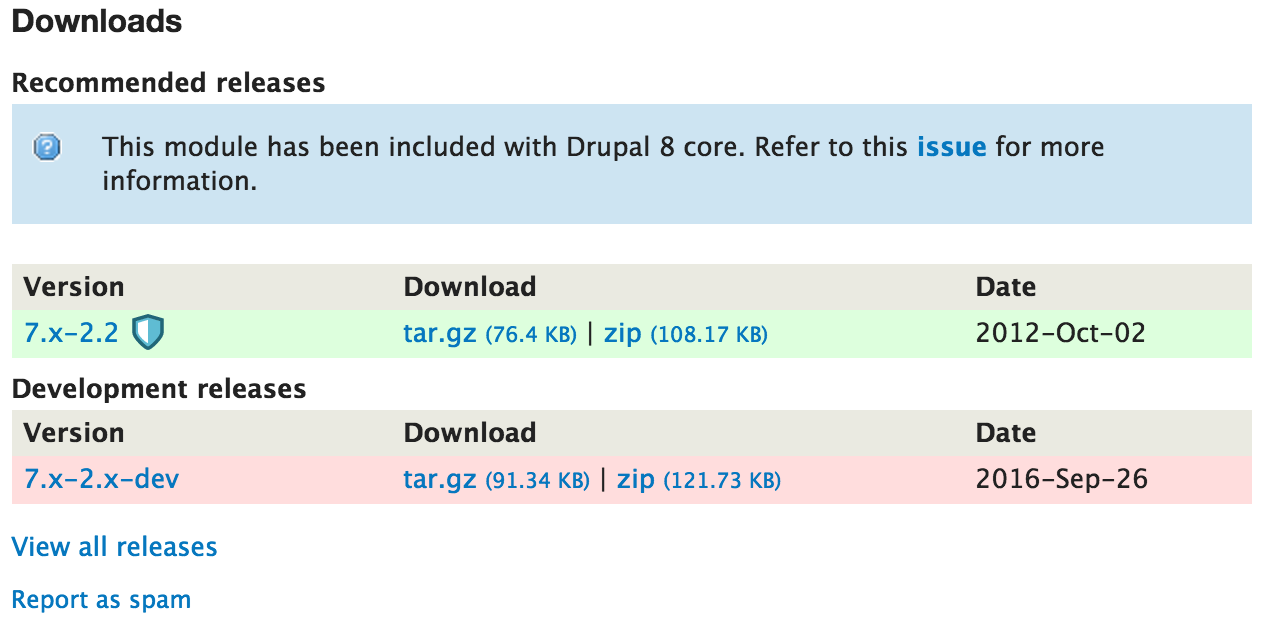 Downloads
Recommended releases
This module has been included with Drupal 8 core. Refer to this issue for more
information.
Version Download Date
7.x-2.2 tar.gz (76.4 KB) | zip (108.17 KB) 2012-Oct-02
Development releases
Version Download Date
7.x-2.x-dev tar.gz (91.34 KB) | zip (121.73 KB) 2016-Sep-26
View all releases
Report as spam